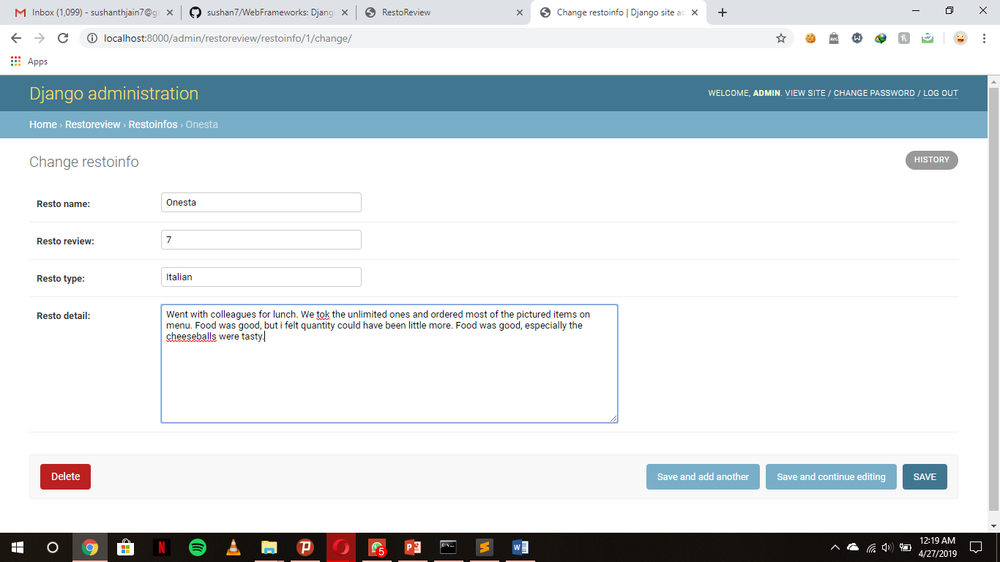 Inbox (1,099) - sushanthjain7@gm
sushan7/WebFrameworks: Djang
RestoReview
Change restoinfo | Django site ad
localhost:8000/admin/restoreview/restoinfo/1/change/
Apps
Django administration
WELCOME, ADMIN. VIEW SITE / CHANGE PASSWORD / LOG OUT
Home › Restoreview › Restoinfos › Onesta
Change restoinfo
HISTORY
Resto name:
Onesta
Resto review:
7
Resto type:
Italian
Resto detail:
Went with colleagues for lunch. We tok the unlimited ones and ordered most of the pictured items on
menu. Food was good, but i felt quantity could have been little more. Food was good, especially the
cheeseballs were tasty.
Delete
Save and add another
Save and continue editing
SAVE
5
12:19 AM
4/27/2019